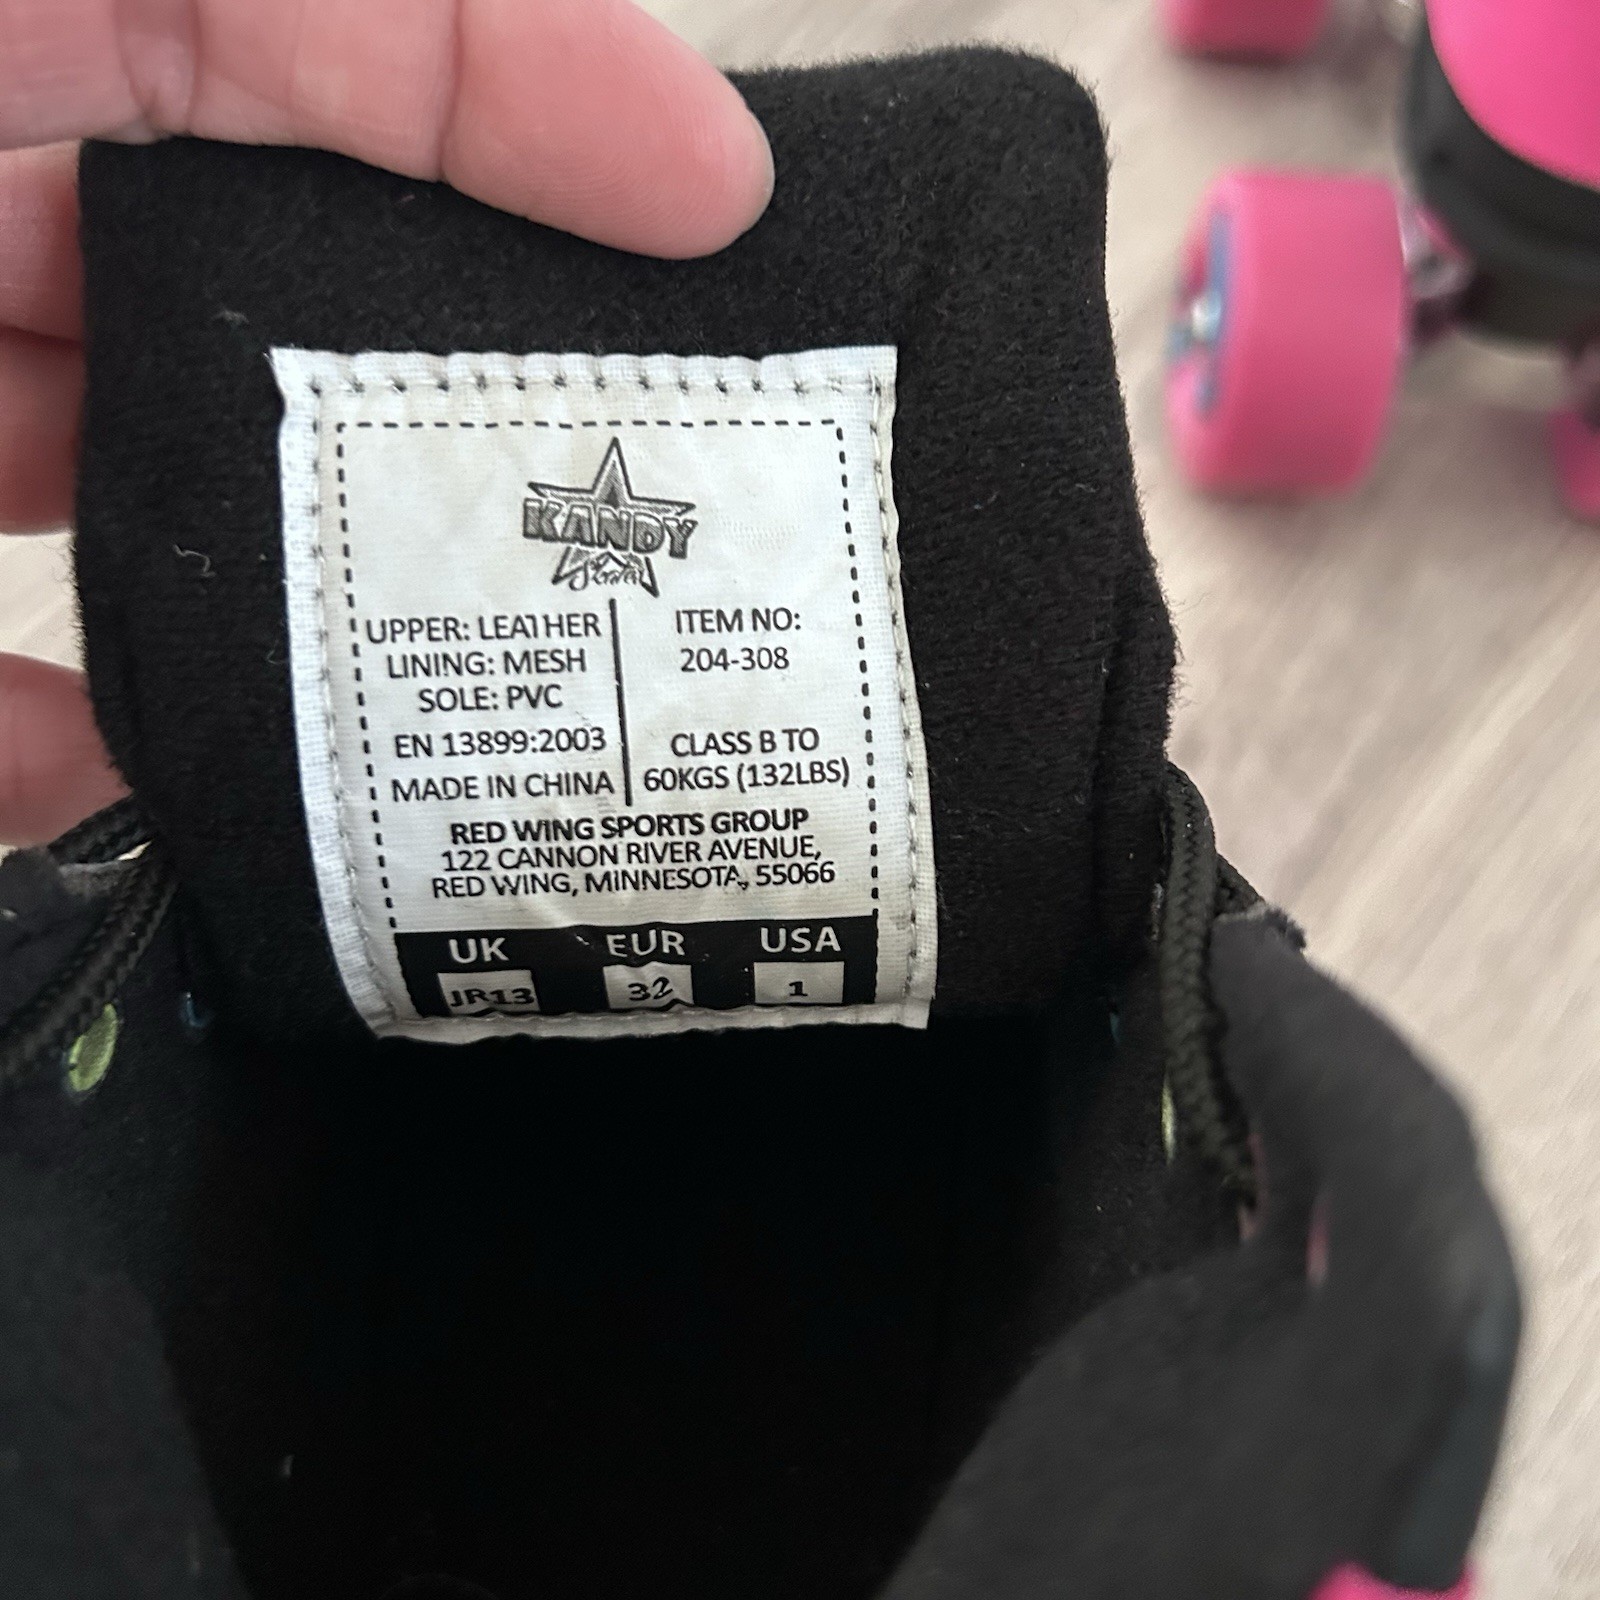 KANDY
UPPER: LEATHER
LINING: MESH
SOLE: PVC
EN 13899:2003
MADE IN CHINA
ITEM NO:
204-308
CLASS B TO
60KGS (132LBS)
RED WING SPORTS GROUP
122 CANNON RIVER AVENUE,
RED WING, MINNESOTA, 55066
UK EUR USA
JR13 32 1